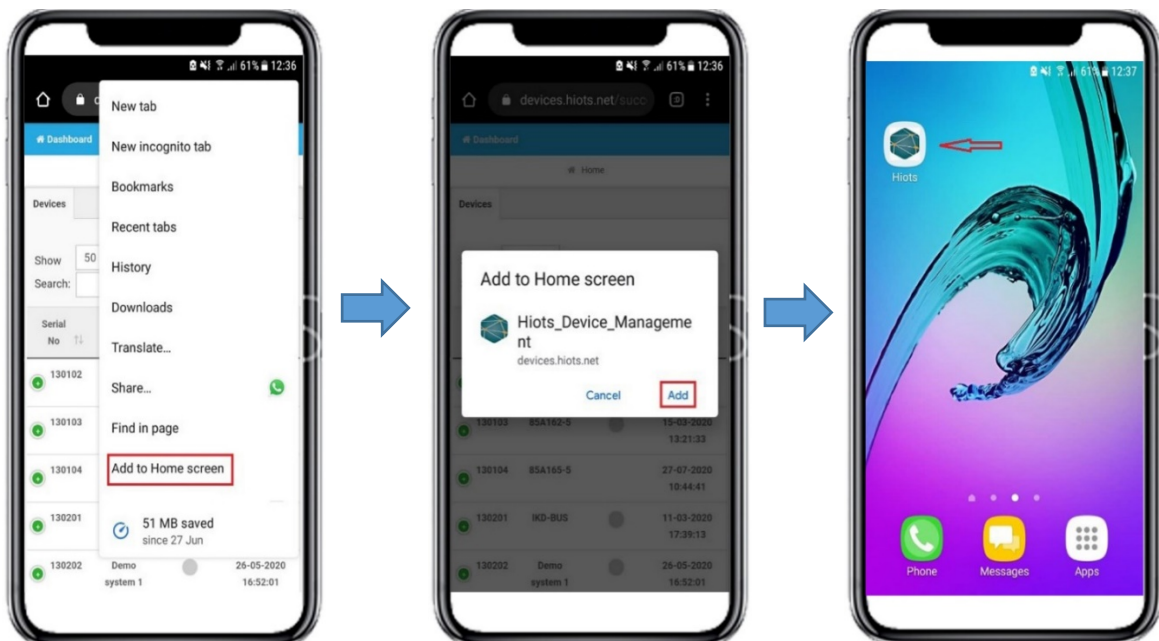 61% 12:36
New tab
New incognito tab
Bookmarks
Recent tabs
History
Downloads
Translate...
Share...
Find in page
Add to Home screen
51 MB saved
since 27 Jun
Dashboard
Devices
Show 50
Search:
Serial
No
130102
130103
130104
130201
130202 Demo 26-05-2020
system 1 16:52:01
61% 12:36
devices.hiots.net/succ
Dashboard
Home
Devices
Add to Home screen
Hiots_Device_Manageme
nt
devices.hiots.net
Cancel Add
130103 85A162-5 15-03-2020
13:21:33
130104 85A165-5 27-07-2020
10:44:41
130201 IKD-BUS 11-03-2020
17:39:13
130202 Demo 26-05-2020
system 1 16:52:01
61% 12:37
Hiots
Phone Messages Apps